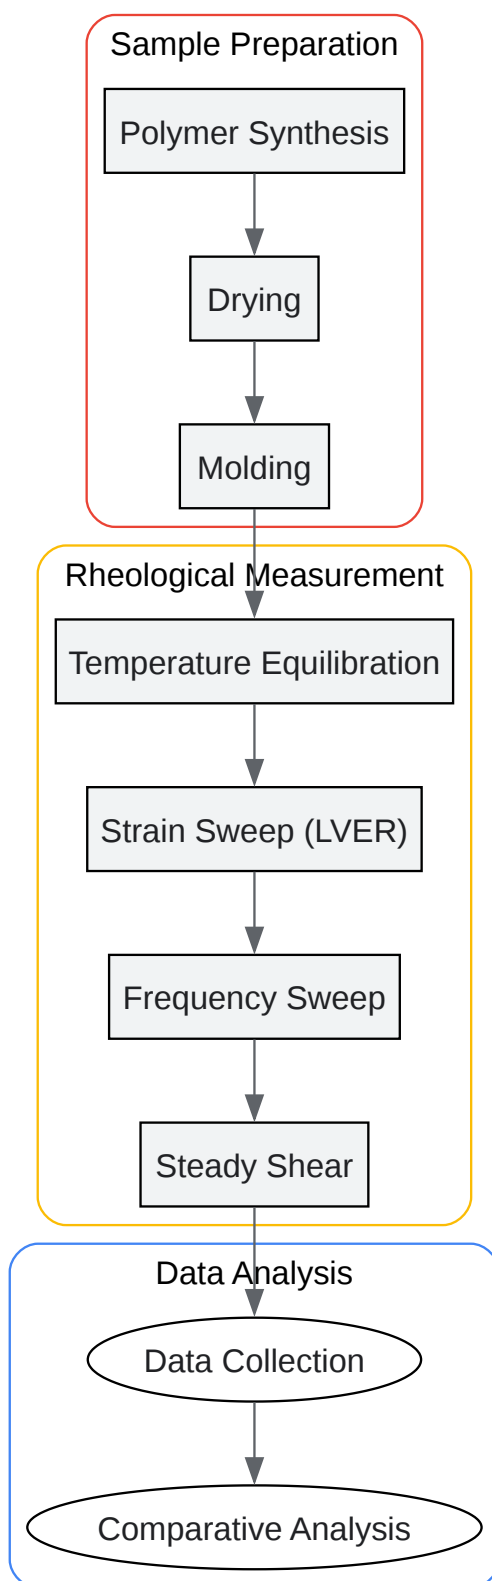 Sample Preparation
Polymer Synthesis
Drying
Molding
Rheological Measurement
Temperature Equilibration
Strain Sweep (LVER)
Frequency Sweep
Steady Shear
Data Analysis
Data Collection
Comparative Analysis